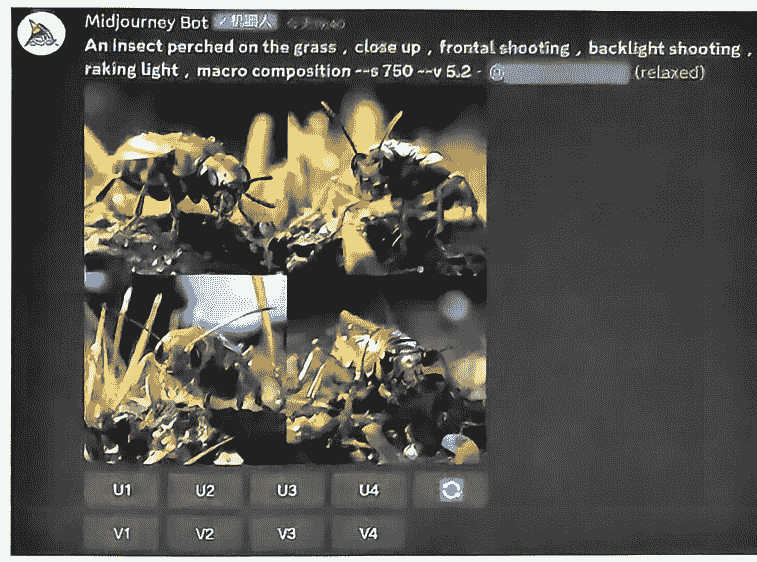 Midjourney Bot ✓机器人
An insect perched on the grass , close up , frontal shooting , backlight shooting ,
raking light , macro composition --s 750 --v 5.2 - @ (relaxed)
U1 U2 U3 U4
V1 V2 V3 V4